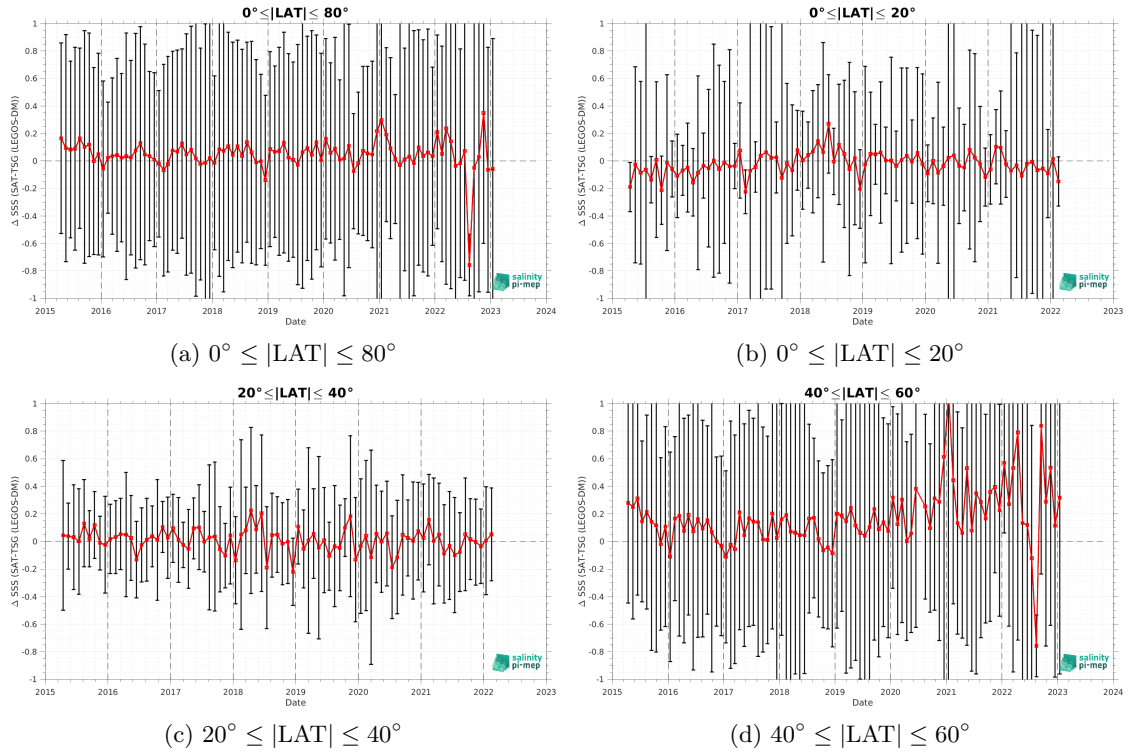 0°≤|LAT|≤ 80°
1
0.8
0.6
0.4
0.2
0
-0.2
-0.4
-0.6
-0.8
-1
Δ SSS (SAT-TSG (LEGOS-DM))
2015 2016 2017 2018 2019 2020 2021 2022 2023 2024
Date
salinity
pi-mep
(a) 0° ≤ |LAT| ≤ 80°
0°≤|LAT|≤ 20°
1
0.8
0.6
0.4
0.2
0
-0.2
-0.4
-0.6
-0.8
-1
Δ SSS (SAT-TSG (LEGOS-DM))
2015 2016 2017 2018 2019 2020 2021 2022 2023
Date
salinity
pi-mep
(b) 0° ≤ |LAT| ≤ 20°
20°≤|LAT|≤ 40°
1
0.8
0.6
0.4
0.2
0
-0.2
-0.4
-0.6
-0.8
-1
Δ SSS (SAT-TSG (LEGOS-DM))
2015 2016 2017 2018 2019 2020 2021 2022 2023
Date
salinity
pi-mep
(c) 20° ≤ |LAT| ≤ 40°
40°≤|LAT|≤ 60°
1
0.8
0.6
0.4
0.2
0
-0.2
-0.4
-0.6
-0.8
-1
Δ SSS (SAT-TSG (LEGOS-DM))
2015 2016 2017 2018 2019 2020 2021 2022 2023 2024
Date
salinity
pi-mep
(d) 40° ≤ |LAT| ≤ 60°